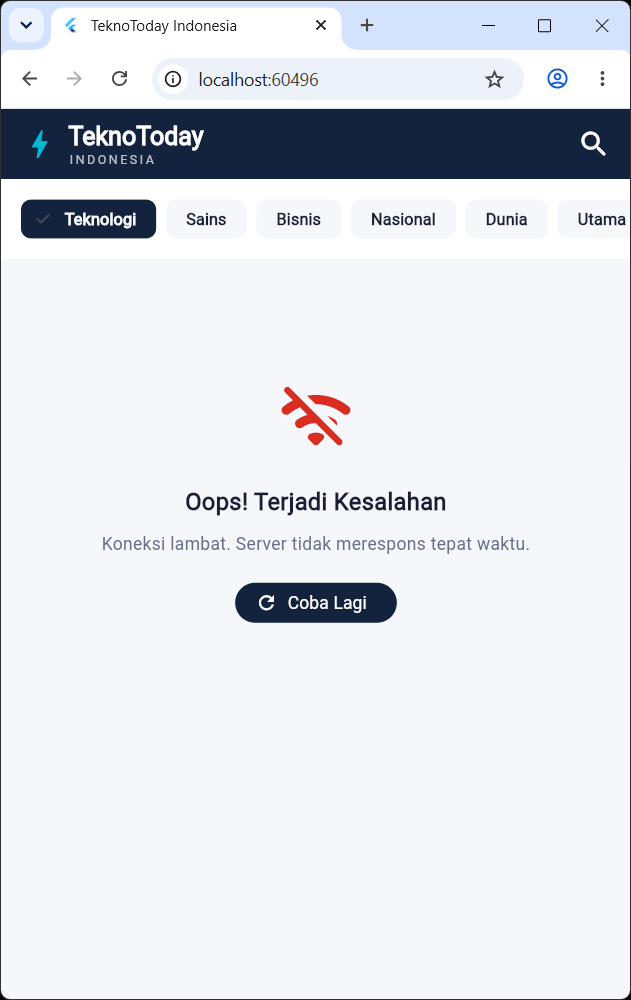 TeknoToday Indonesia
localhost:60496
TeknoToday
INDONESIA
Teknologi Sains Bisnis Nasional Dunia Utama
Oops! Terjadi Kesalahan
Koneksi lambat. Server tidak merespons tepat waktu.
Coba Lagi